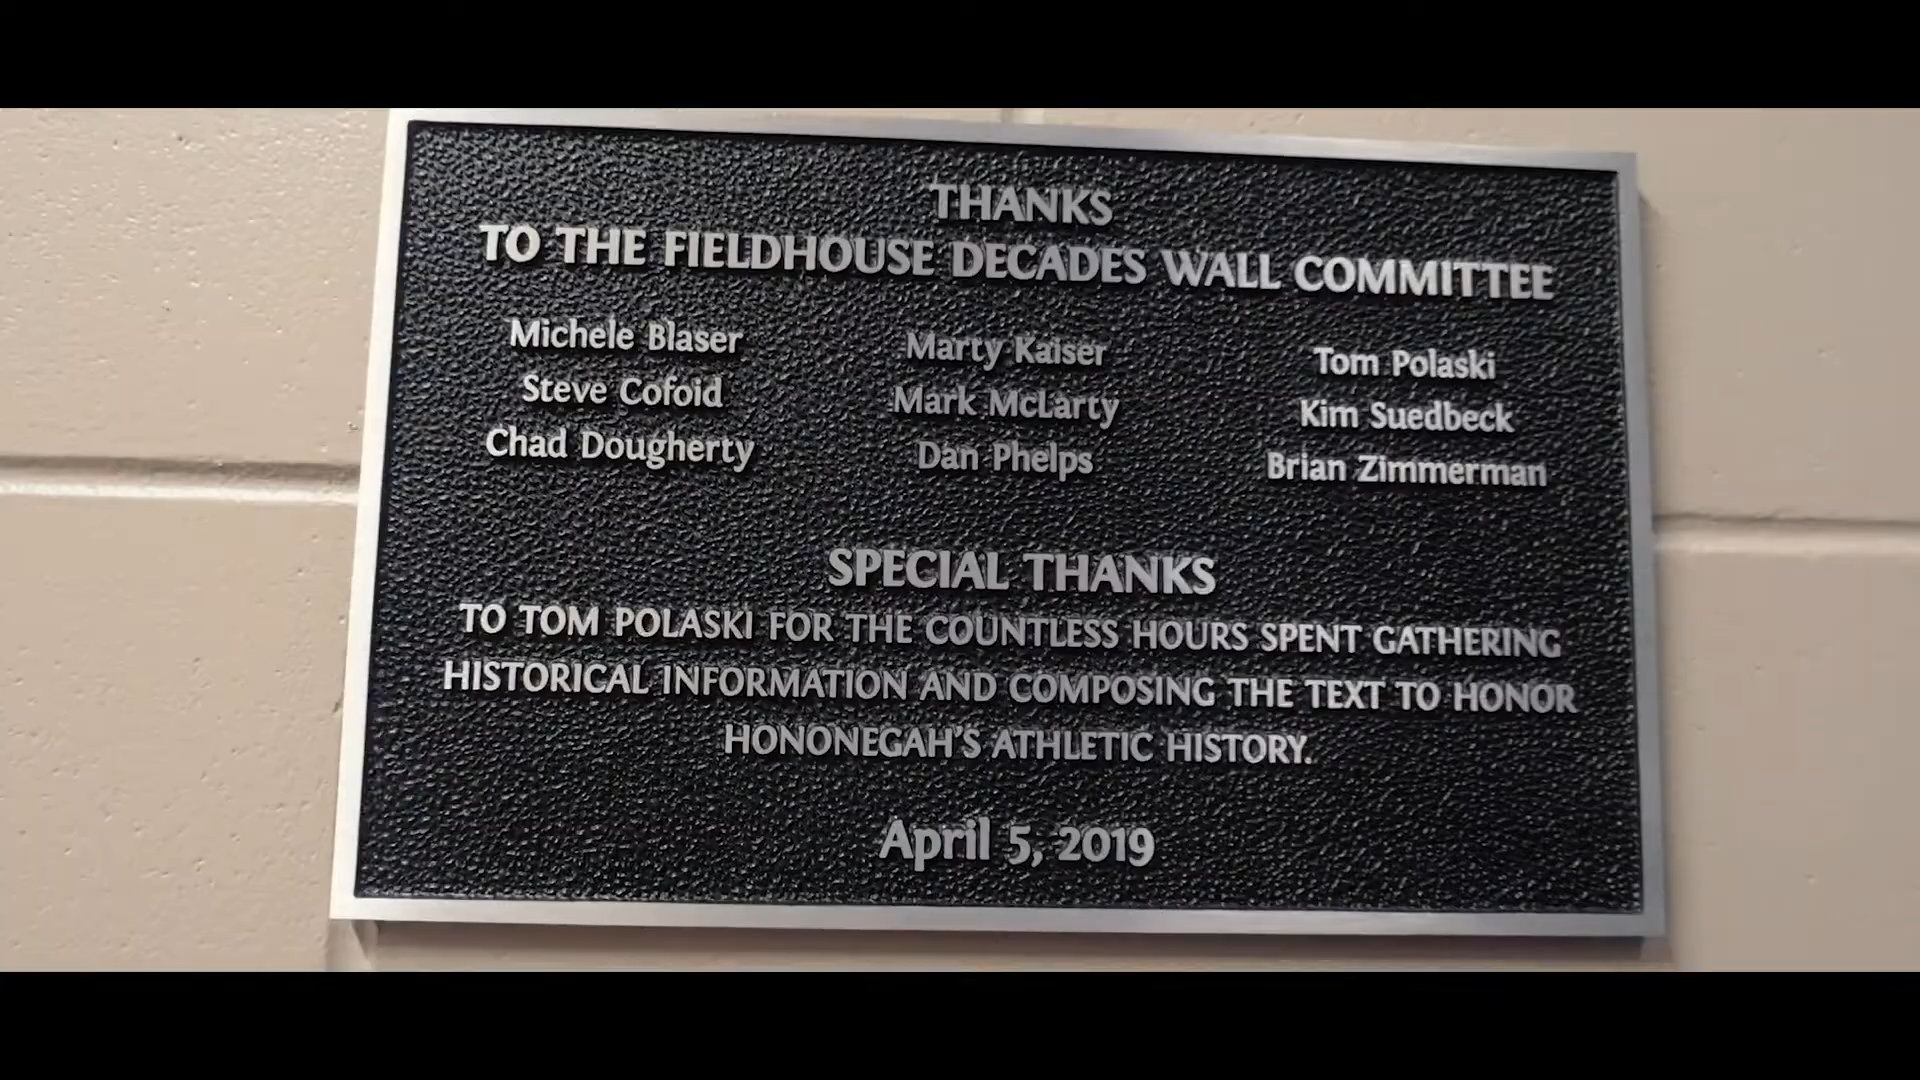 THANKS
TO THE FIELDHOUSE DECADES WALL COMMITTEE
Michele Blaser Marty Kaiser Tom Polaski
Steve Cofoid Mark McLarty Kim Suedbeck
Chad Dougherty Dan Phelps Brian Zimmerman
SPECIAL THANKS
TO TOM POLASKI FOR THE COUNTLESS HOURS SPENT GATHERING
HISTORICAL INFORMATION AND COMPOSING THE TEXT TO HONOR
HONONEGAH'S ATHLETIC HISTORY.
April 5, 2019